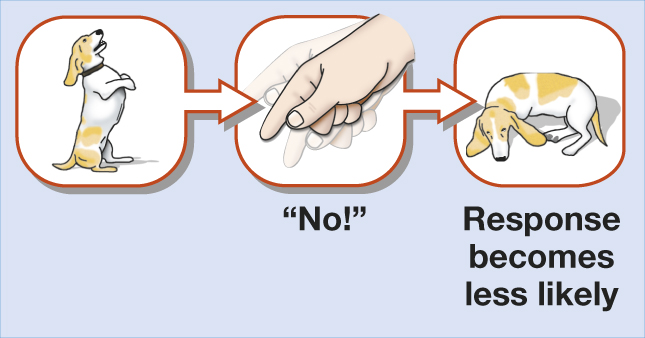 “No!”
Response
becomes
less likely